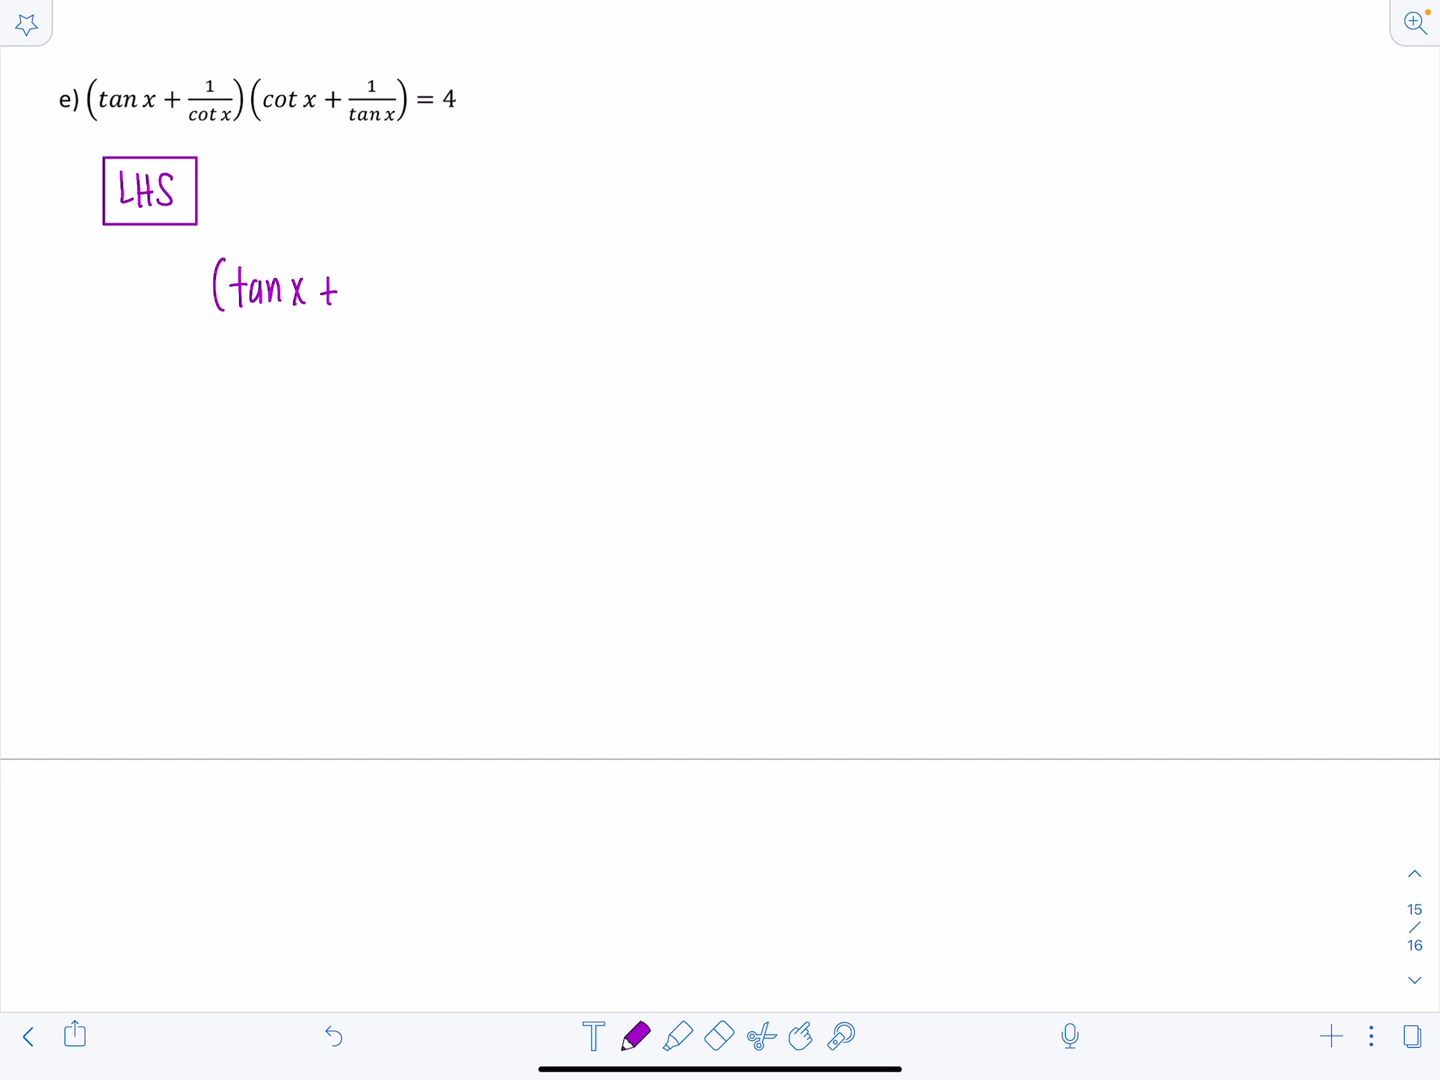 e) (tan x + 1/cot x)(cot x + 1/tan x) = 4
LHS
(tan x +
15
/
16
T